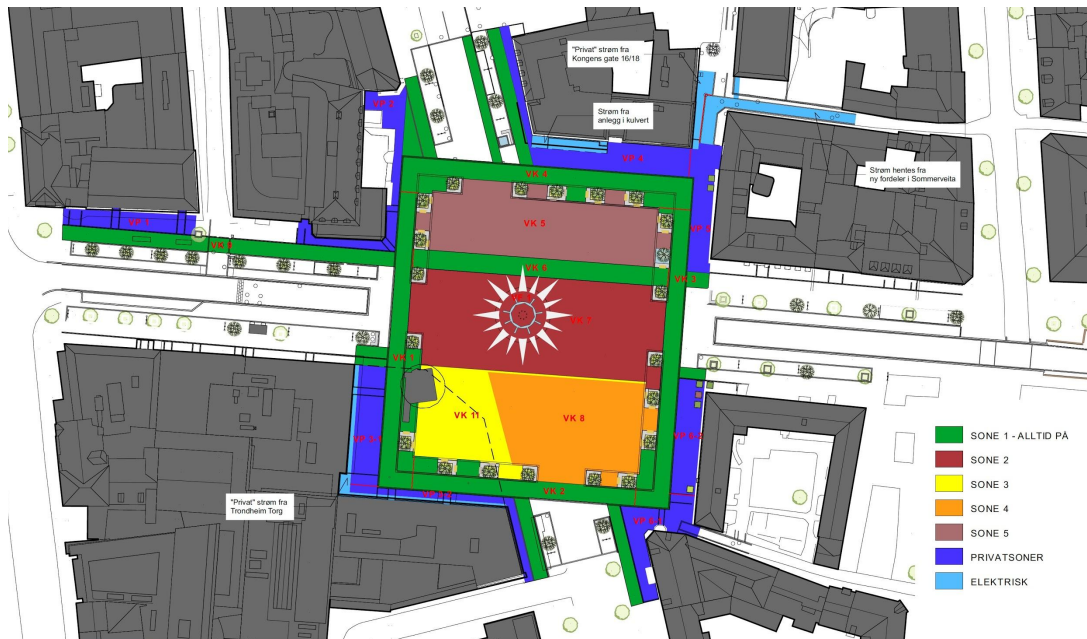 "Privat" strøm fra
Kongens gate 16/18
Strøm fra
anlegg i kulvert
Strøm hentes fra
ny fordeler i Sommerveita
VK 4
VK 5
VK 6
VK 3
VK 7
VK 1
VK 11
VK 8
VK 2
"Privat" strøm fra
Trondheim Torg
SONE 1 - ALLTID PÅ
SONE 2
SONE 3
SONE 4
SONE 5
PRIVATSONER
ELEKTRISK